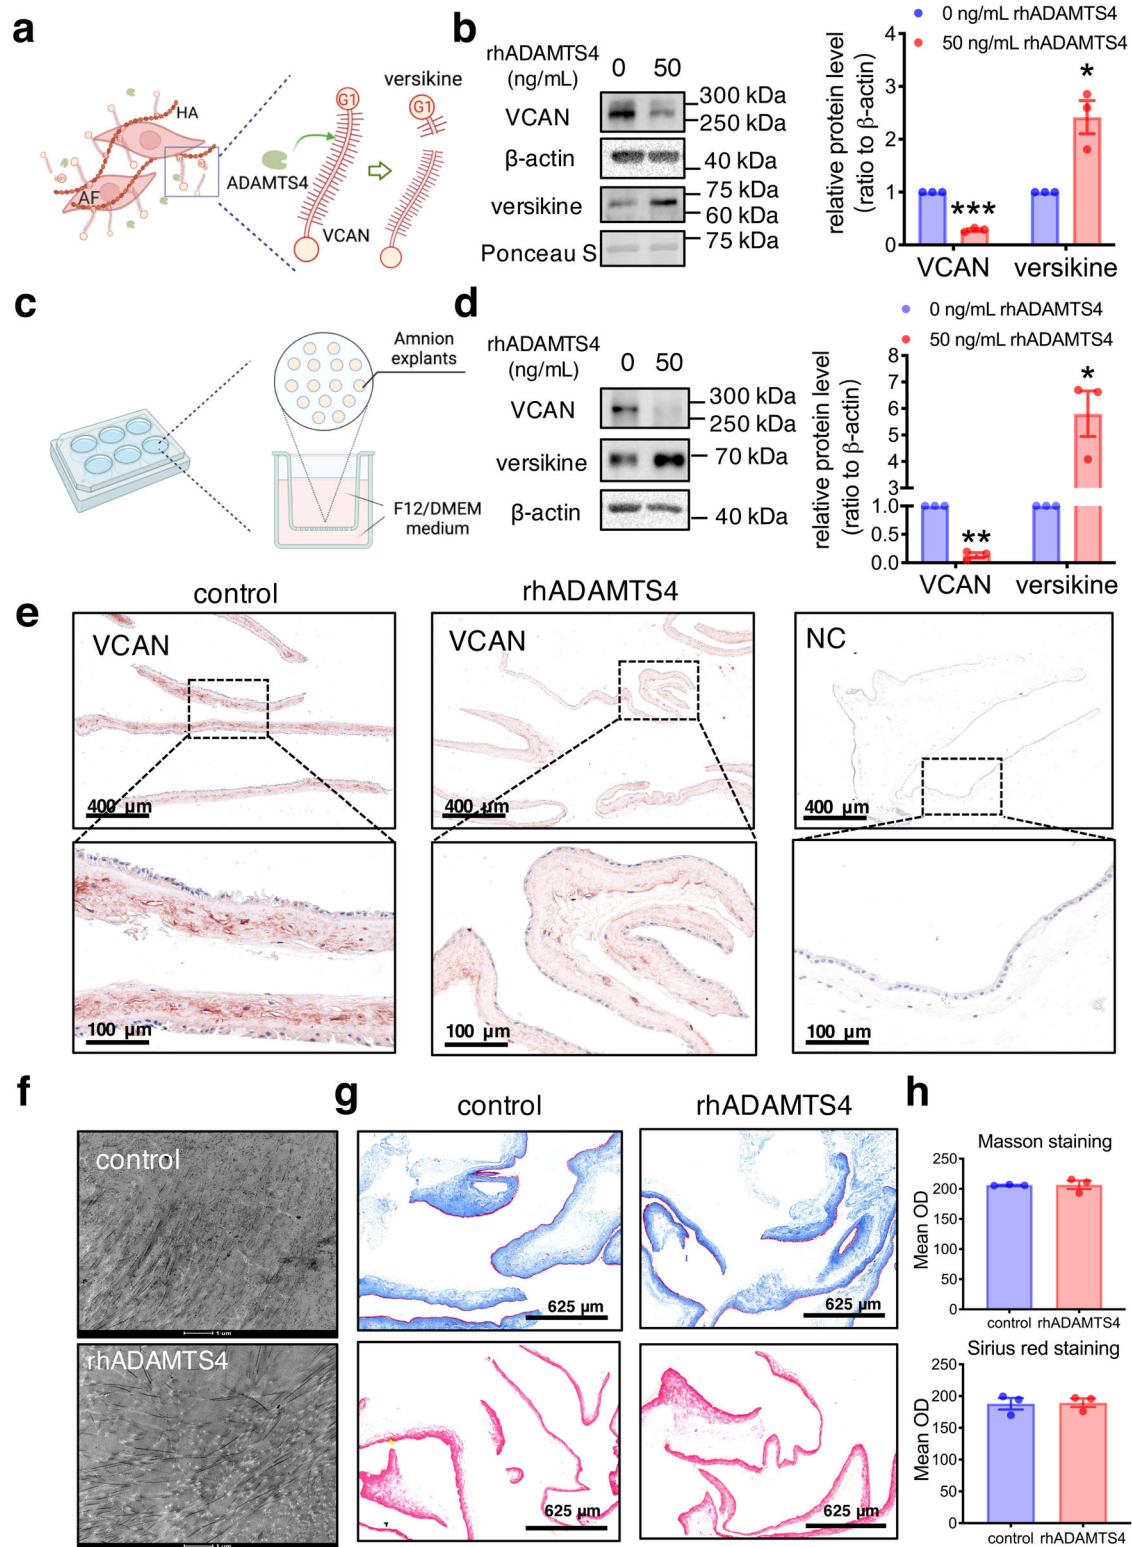 a
HA
AF
ADAMTS4
G1
VCAN
versikine
G1
b
rhADAMTS4
(ng/mL)
0 50
VCAN
300 kDa
250 kDa
β-actin
40 kDa
versikine
75 kDa
60 kDa
Ponceau S
75 kDa
0 ng/mL rhADAMTS4
50 ng/mL rhADAMTS4
relative protein level
(ratio to β-actin)
4
3
2
1
0
***
*
VCAN versikine
c
Amnion
explants
F12/DMEM
medium
d
rhADAMTS4
(ng/mL)
0 50
VCAN
300 kDa
250 kDa
versikine
70 kDa
β-actin
40 kDa
0 ng/mL rhADAMTS4
50 ng/mL rhADAMTS4
relative protein level
(ratio to β-actin)
8
7
6
5
4
3
1.0
0.5
0.0
**
*
VCAN versikine
e
control
rhADAMTS4
VCAN
400 µm
VCAN
400 µm
NC
400 µm
100 µm
100 µm
100 µm
f
control
1 um
rhADAMTS4
1 um
g
control
rhADAMTS4
625 µm
625 µm
625 µm
625 µm
h
Masson staining
Mean OD
250
200
150
100
50
0
control rhADAMTS4
Sirius red staining
Mean OD
250
200
150
100
50
0
control rhADAMTS4